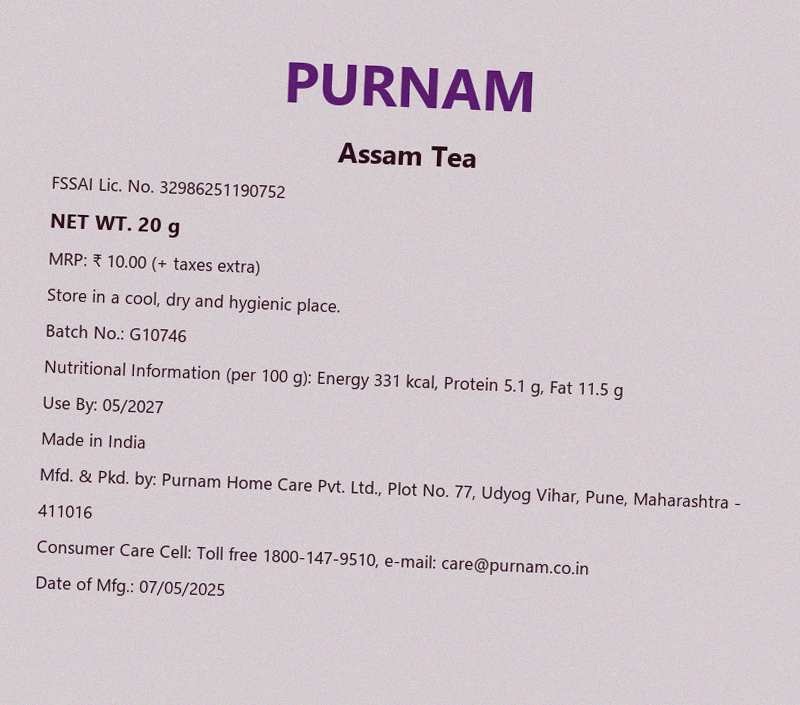 PURNAM
Assam Tea
FSSAI Lic. No. 32986251190752
NET WT. 20 g
MRP: ₹ 10.00 (+ taxes extra)
Store in a cool, dry and hygienic place.
Batch No.: G10746
Nutritional Information (per 100 g): Energy 331 kcal, Protein 5.1 g, Fat 11.5 g
Use By: 05/2027
Made in India
Mfd. & Pkd. by: Purnam Home Care Pvt. Ltd., Plot No. 77, Udyog Vihar, Pune, Maharashtra -
411016
Consumer Care Cell: Toll free 1800-147-9510, e-mail: care@purnam.co.in
Date of Mfg.: 07/05/2025